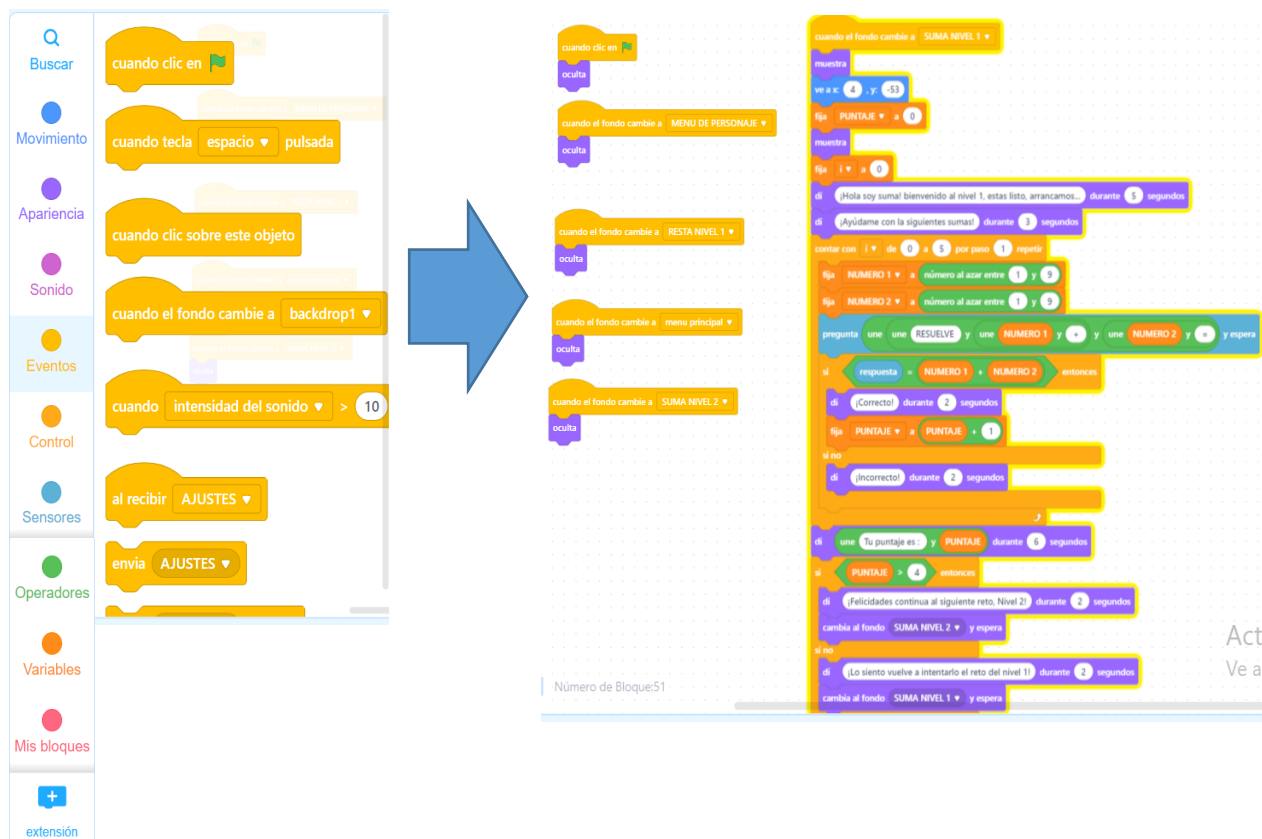 Buscar
Movimiento
Apariencia
Sonido
Eventos
Control
Sensores
Operadores
Variables
Mis bloques
extensión
cuando clic en
cuando tecla espacio ▼ pulsada
cuando clic sobre este objeto
cuando el fondo cambie a backdrop1 ▼
cuando intensidad del sonido ▼ > 10
al recibir AJUSTES ▼
envia AJUSTES ▼
cuando clic en
oculta
cuando el fondo cambie a MENU DE PERSONAJE ▼
oculta
cuando el fondo cambie a RESTA NIVEL 1 ▼
oculta
cuando el fondo cambie a menu principal ▼
oculta
cuando el fondo cambie a SUMA NIVEL 2 ▼
oculta
Número de Bloque:51
cuando el fondo cambie a SUMA NIVEL 1 ▼
muestra
ve a x: 4 , y: -53
fija PUNTAJE ▼ a 0
muestra
fija i ▼ a 0
di ¡Hola soy suma! bienvenido al nivel 1, estas listo, arrancamos... durante 5 segundos
di ¡Ayúdame con la siguientes sumas! durante 3 segundos
contar con i ▼ de 0 a 5 por paso 1 repetir
fija NUMERO 1 ▼ a número al azar entre 1 y 9
fija NUMERO 2 ▼ a número al azar entre 1 y 9
pregunta une une RESUELVE y une NUMERO 1 y + y une NUMERO 2 y = y espera
si respuesta = NUMERO 1 + NUMERO 2 entonces
di ¡Correcto! durante 2 segundos
fija PUNTAJE ▼ a PUNTAJE + 1
si no
di ¡Incorrecto! durante 2 segundos
di une Tu puntaje es : y PUNTAJE durante 6 segundos
si PUNTAJE > 4 entonces
di ¡Felicidades continua al siguiente reto, Nivel 2! durante 2 segundos
cambia al fondo SUMA NIVEL 2 ▼ y espera
si no
di ¡Lo siento vuelve a intentarlo el reto del nivel 1! durante 2 segundos
cambia al fondo SUMA NIVEL 1 ▼ y espera
Act
Ve a